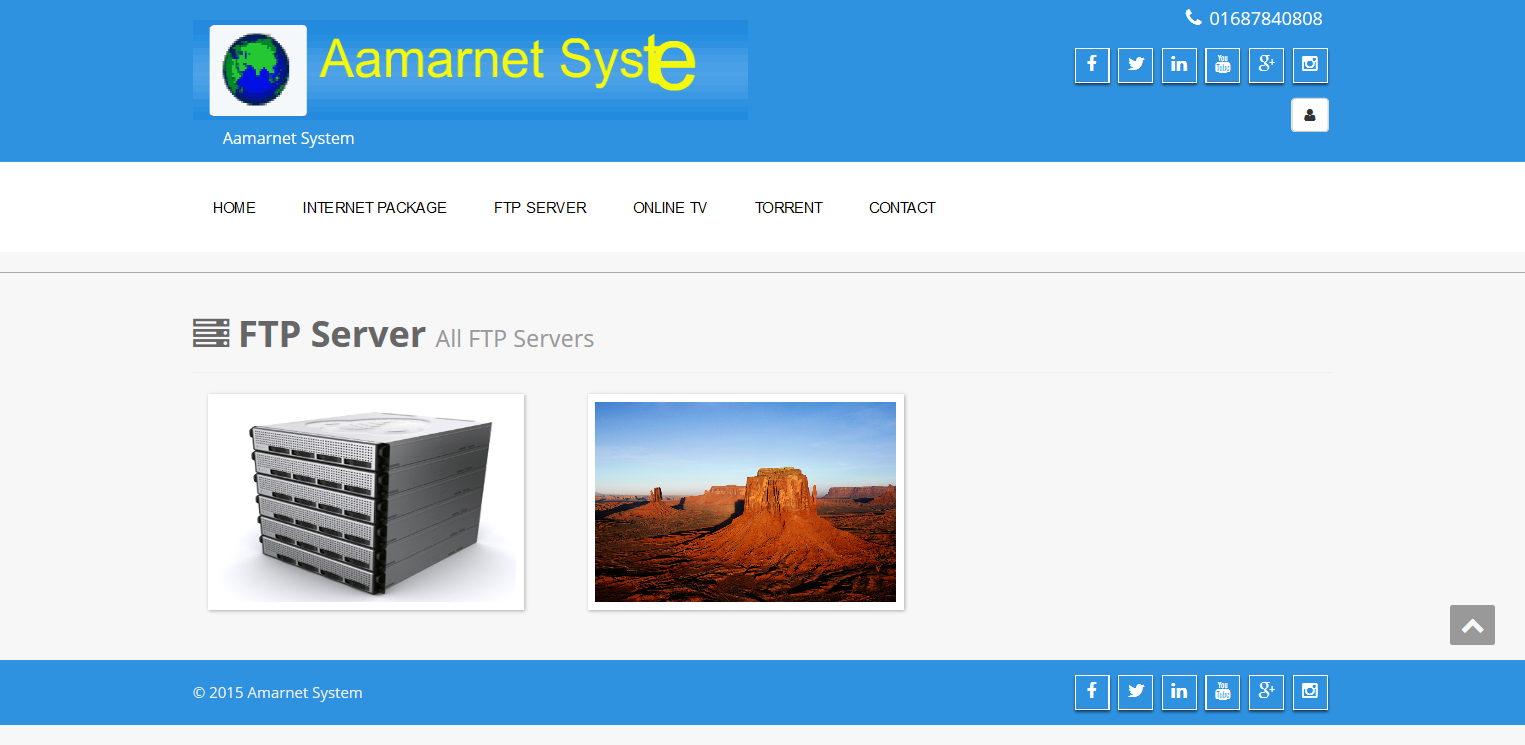 01687840808
Aamarnet Syste
Aamarnet System
HOME INTERNET PACKAGE FTP SERVER ONLINE TV TORRENT CONTACT
FTP Server All FTP Servers
© 2015 Amarnet System